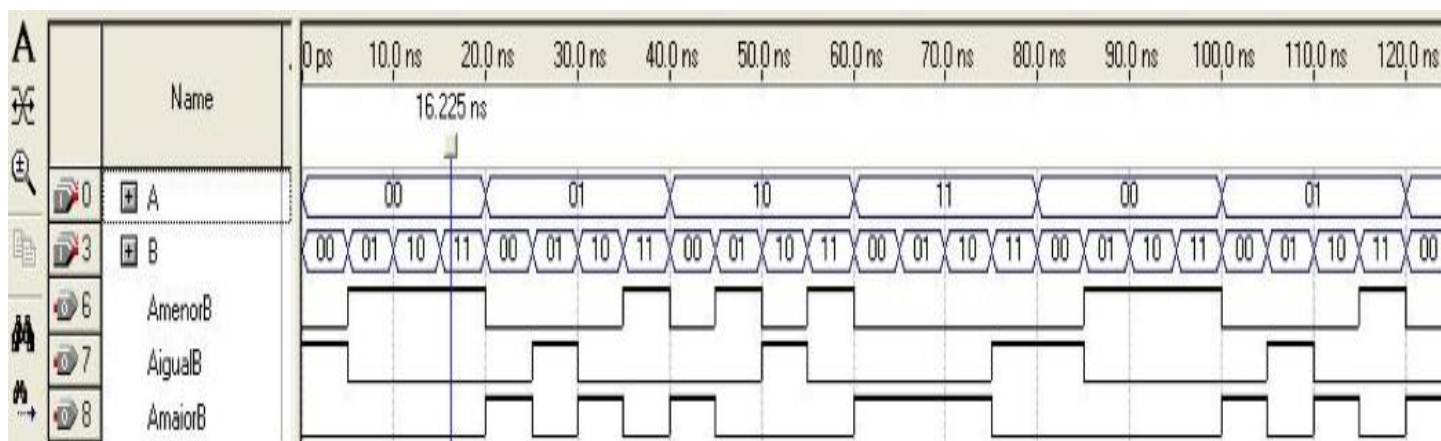 A
0 ps 10.0 ns 20.0 ns 30.0 ns 40.0 ns 50.0 ns 60.0 ns 70.0 ns 80.0 ns 90.0 ns 100.0 ns 110.0 ns 120.0 ns
Name
16.225 ns
0 A 00 01 10 11 00 01
3 B 00 01 10 11 00 01 10 11 00 01 10 11 00 01 10 11 00 01 10 11 00 01 10 11 00
6 AmenorB
7 AigualB
8 AmaiorB